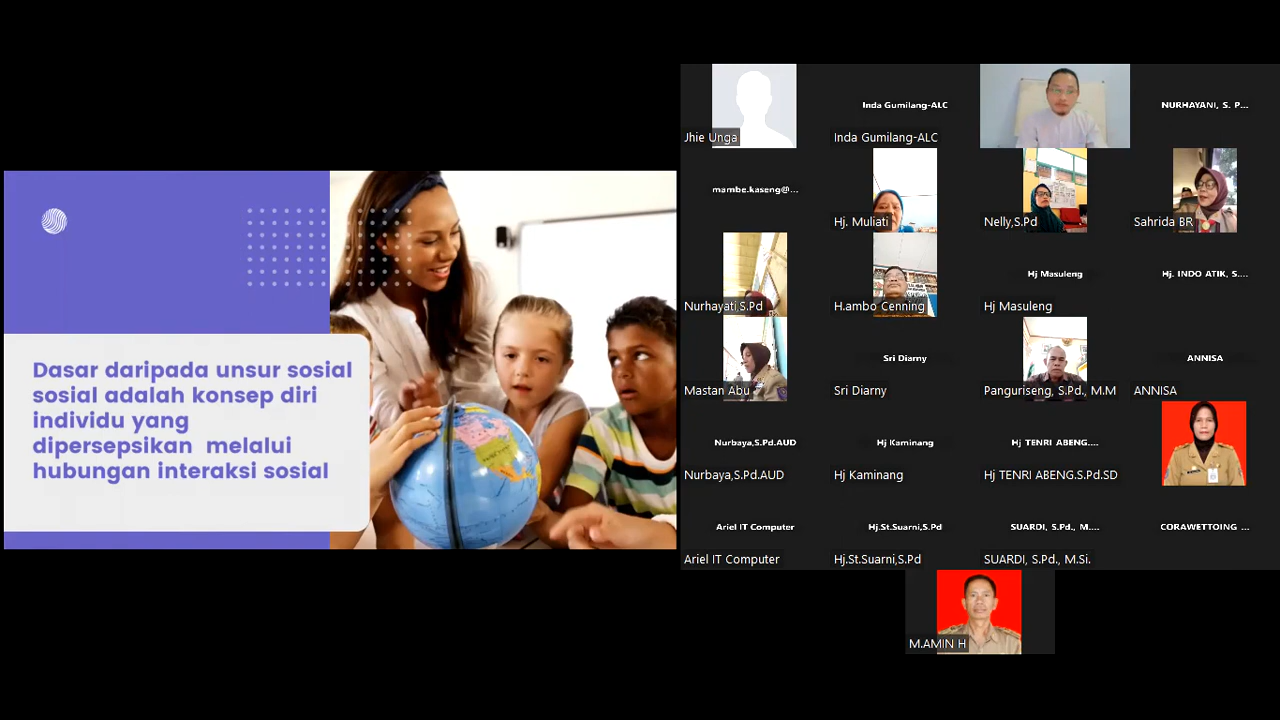 Dasar daripada unsur sosial
sosial adalah konsep diri
individu yang
dipersepsikan melalui
hubungan interaksi sosial
Jhie Unga
Inda Gumilang-ALC
Inda Gumilang-ALC
NURHAYANI, S. P...
mambe.kaseng@...
Hj. Muliati
Nelly,S.Pd
Sahrida BR
Nurhayati,S.Pd
H.ambo Cenning
Hj Masuleng
Hj Masuleng
Hj. INDO ATIK, S....
Mastan Abu
Sri Diarny
Sri Diarny
Panguriseng, S.Pd., M.M
ANNISA
ANNISA
Nurbaya,S.Pd.AUD
Nurbaya,S.Pd.AUD
Hj Kaminang
Hj Kaminang
Hj TENRI ABENG....
Hj TENRI ABENG.S.Pd.SD
Ariel IT Computer
Ariel IT Computer
Hj.St.Suarni,S.Pd
Hj.St.Suarni,S.Pd
SUARDI, S.Pd., M....
SUARDI, S.Pd., M.Si.
CORAWETTOING ...
M.AMIN H